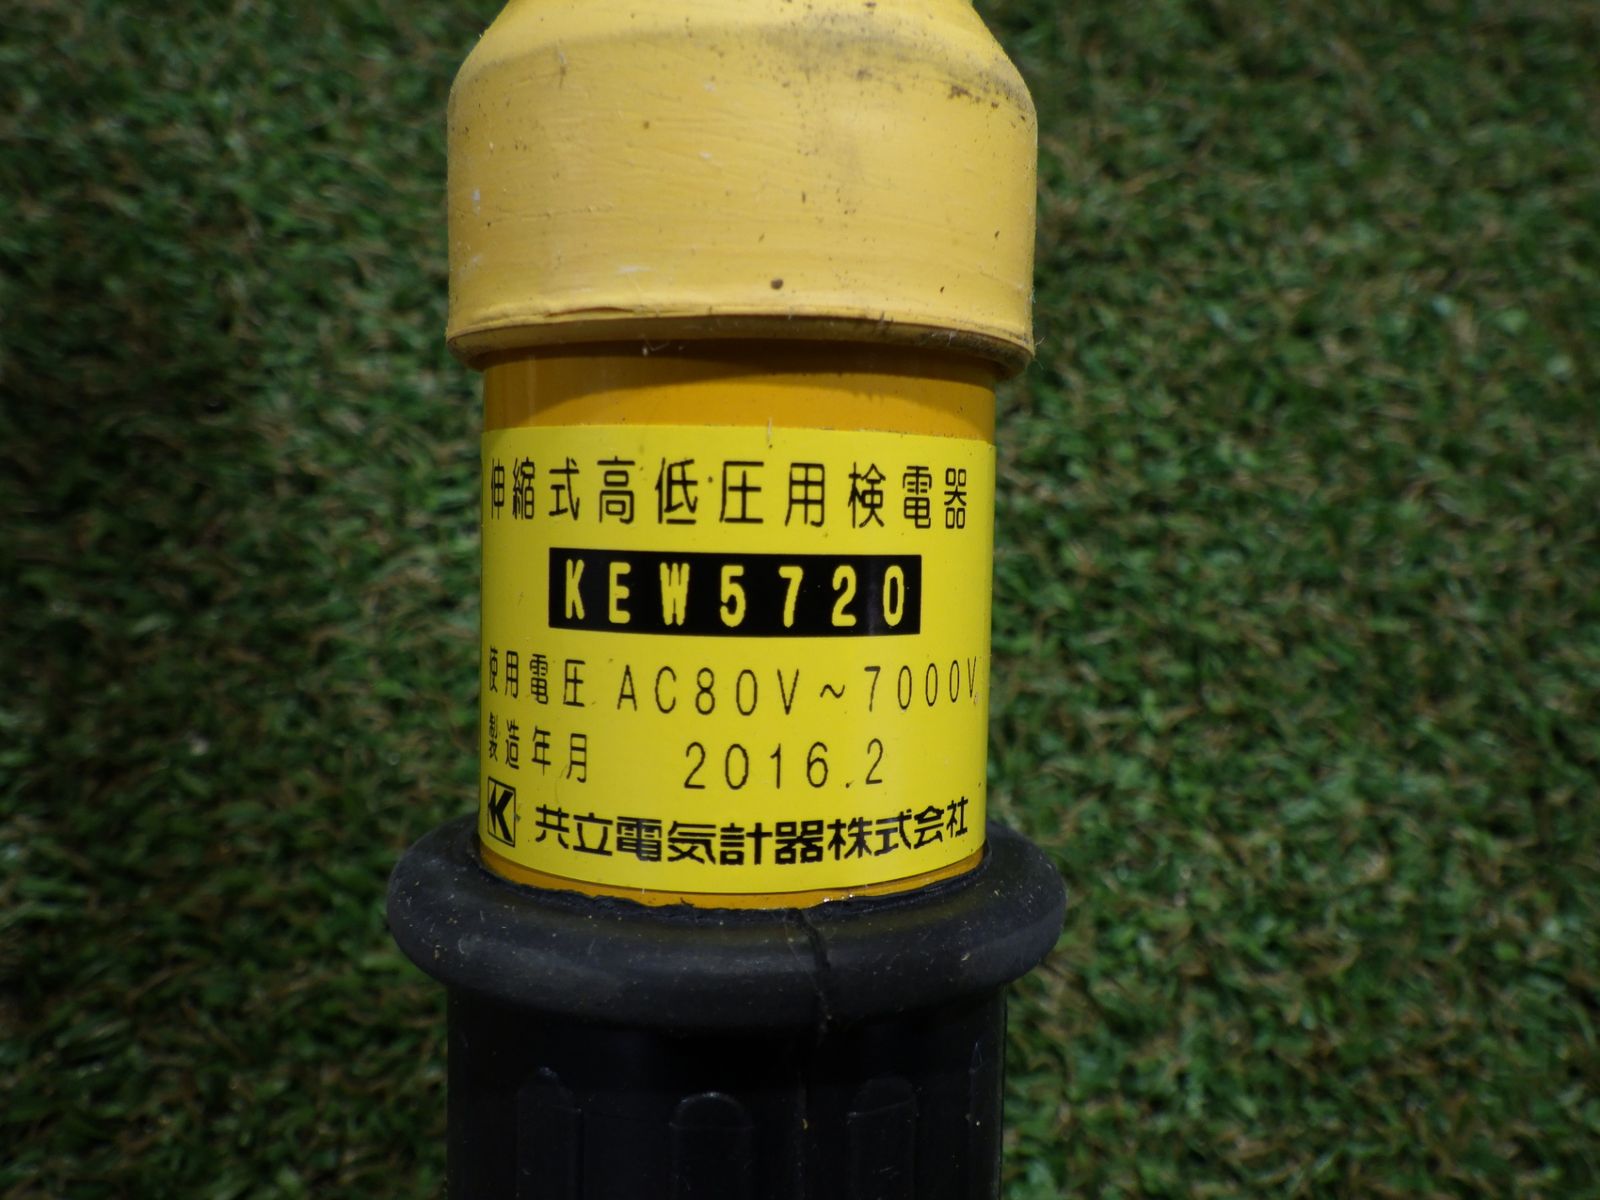 伸縮式高低圧用検電器
KEW5720
使用電圧 AC80V~7000V
製造年月 2016.2
K 共立電気計器株式会社